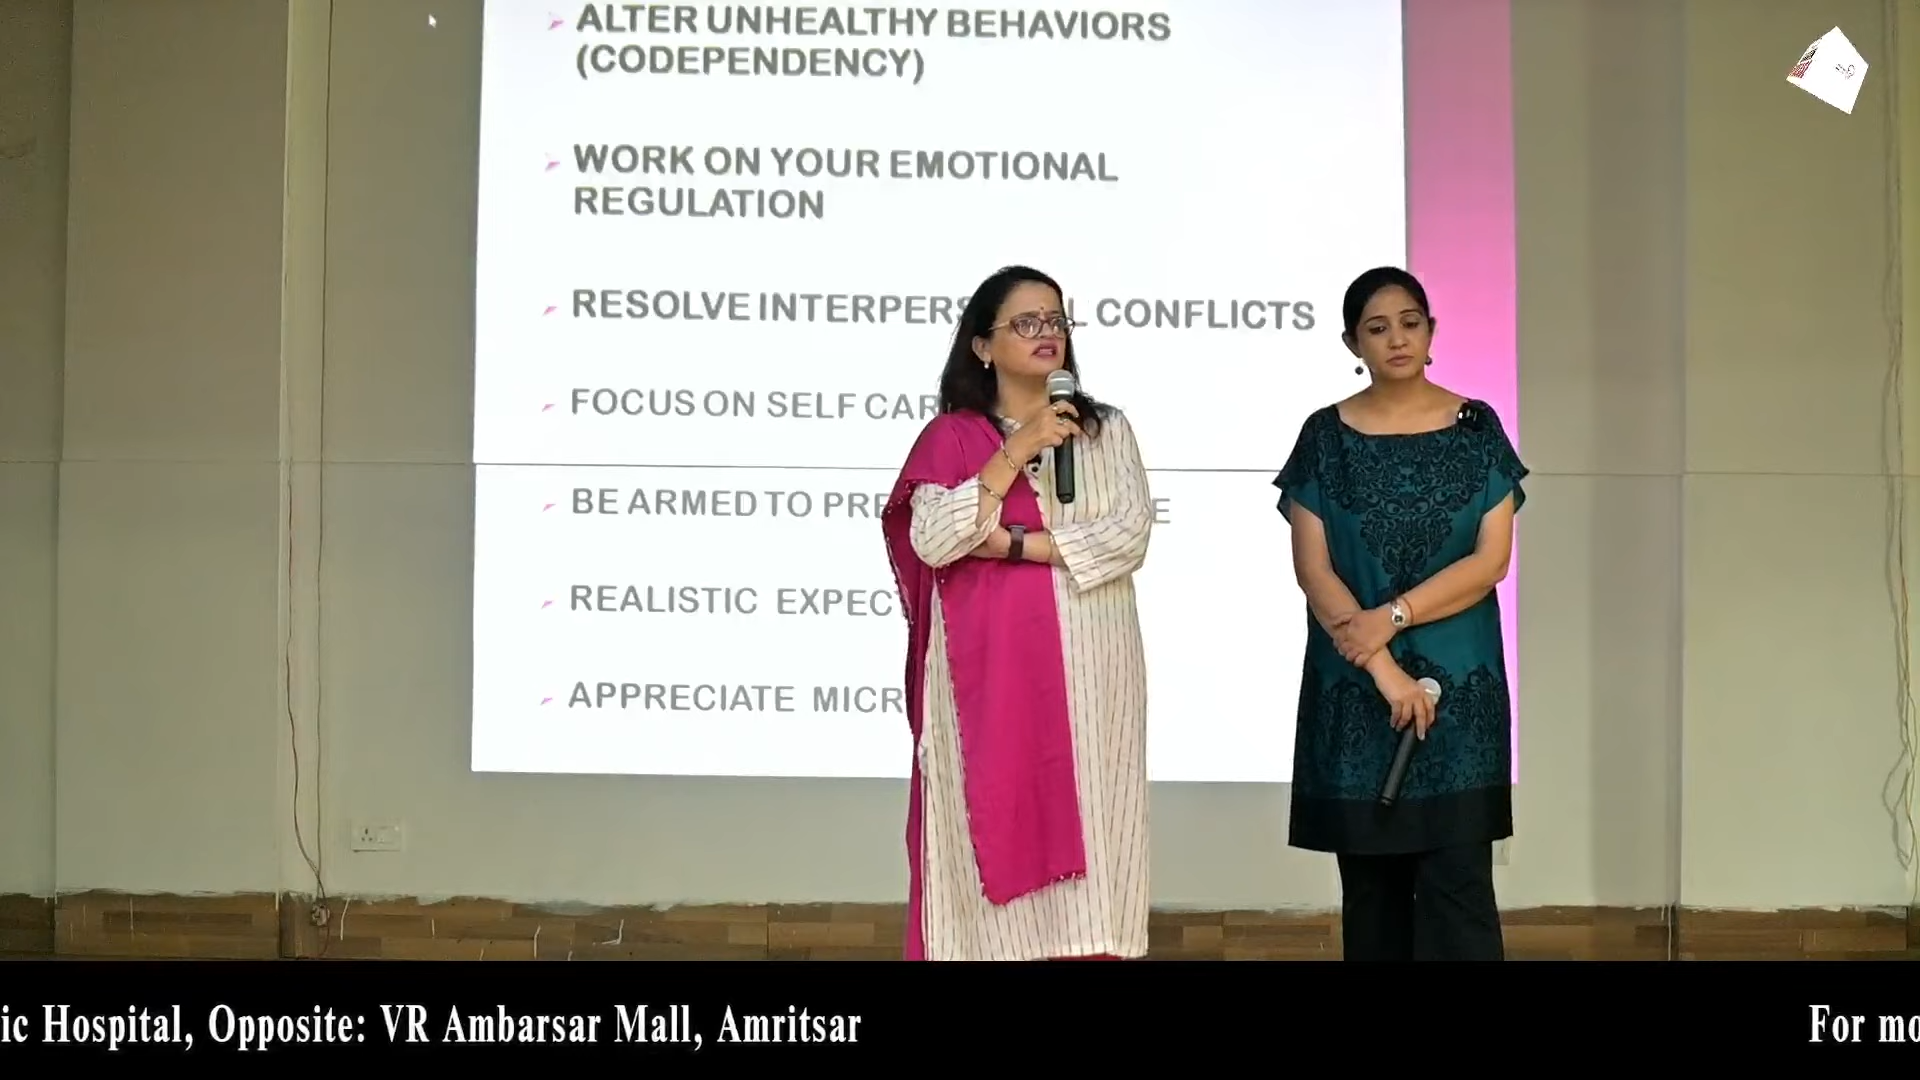 ALTER UNHEALTHY BEHAVIORS
(CODEPENDENCY)
WORK ON YOUR EMOTIONAL
REGULATION
RESOLVE INTERPERS L CONFLICTS
FOCUS ON SELF CAR
BE ARMED TO PRE E
REALISTIC EXPECT
APPRECIATE MICR
ic Hospital, Opposite: VR Ambarsar Mall, Amritsar
For mo